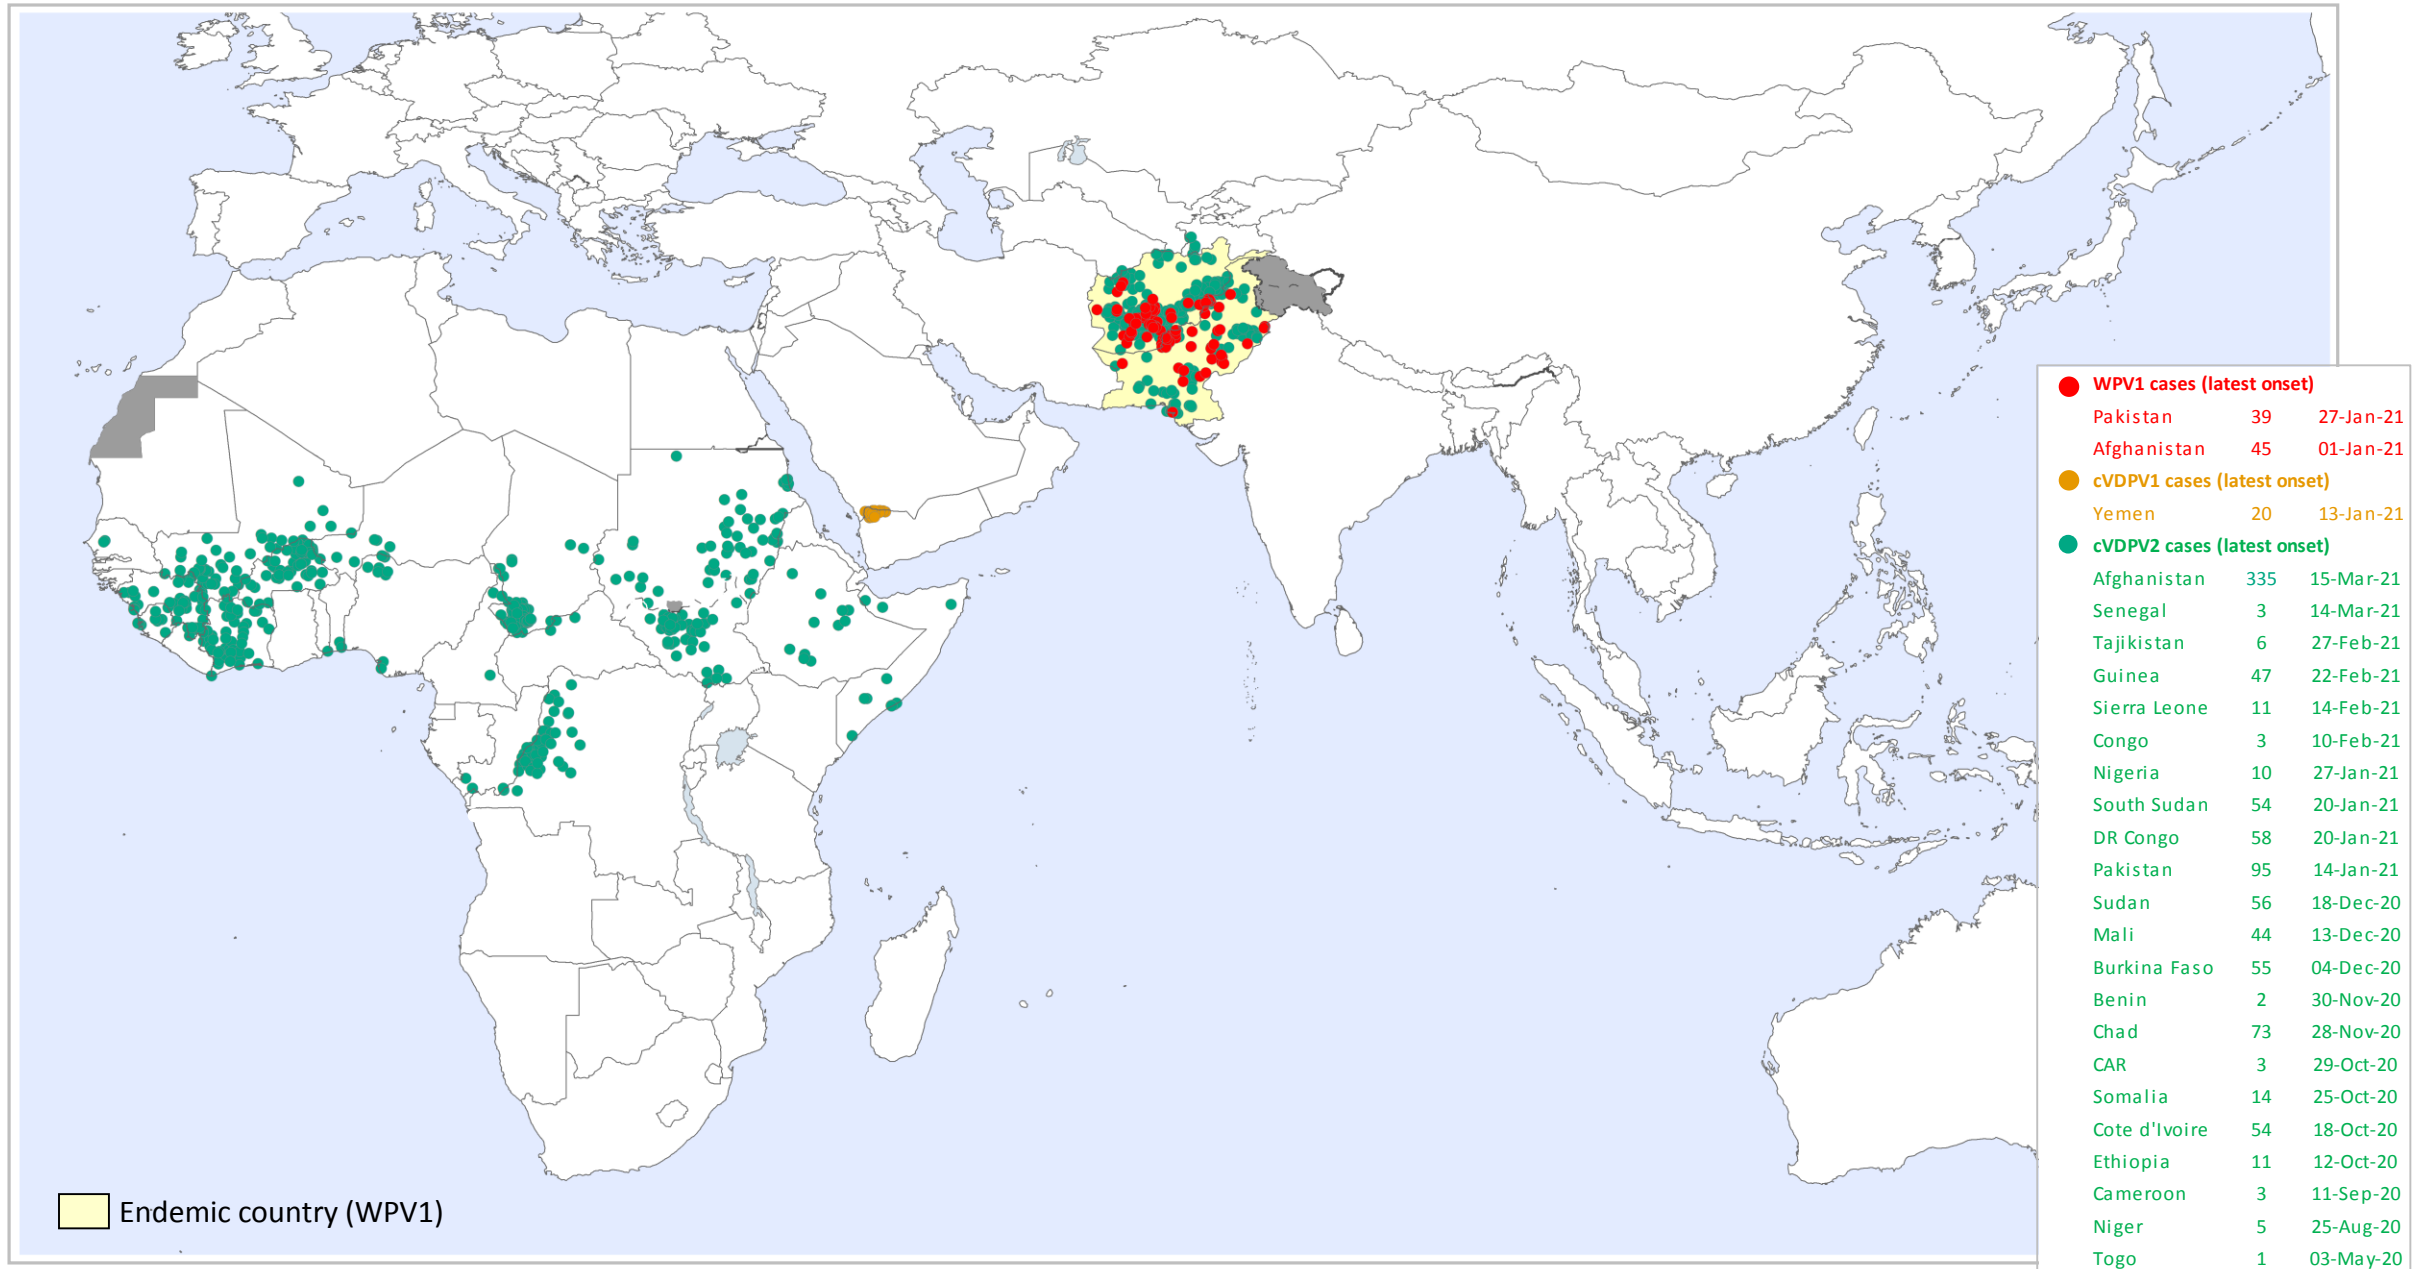 WPV1 cases (latest onset)
Pakistan 39 27-Jan-21
Afghanistan 45 01-Jan-21
cVDPV1 cases (latest onset)
Yemen 20 13-Jan-21
cVDPV2 cases (latest onset)
Afghanistan 335 15-Mar-21
Senegal 3 14-Mar-21
Tajikistan 6 27-Feb-21
Guinea 47 22-Feb-21
Sierra Leone 11 14-Feb-21
Congo 3 10-Feb-21
Nigeria 10 27-Jan-21
South Sudan 54 20-Jan-21
DR Congo 58 20-Jan-21
Pakistan 95 14-Jan-21
Sudan 56 18-Dec-20
Mali 44 13-Dec-20
Burkina Faso 55 04-Dec-20
Benin 2 30-Nov-20
Chad 73 28-Nov-20
CAR 3 29-Oct-20
Somalia 14 25-Oct-20
Cote d'Ivoire 54 18-Oct-20
Ethiopia 11 12-Oct-20
Cameroon 3 11-Sep-20
Niger 5 25-Aug-20
Togo 1 03-May-20
Endemic country (WPV1)